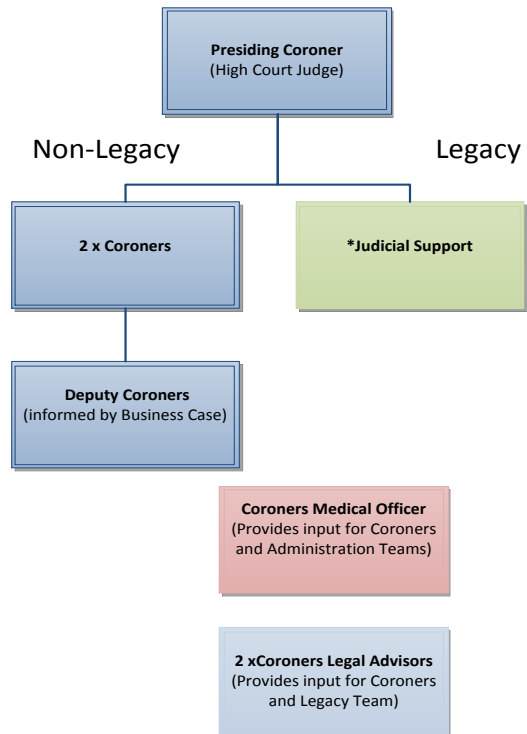 Presiding Coroner
(High Court Judge)
Non-Legacy
Legacy
2 x Coroners
*Judicial Support
Deputy Coroners
(informed by Business Case)
Coroners Medical Officer
(Provides input for Coroners
and Administration Teams)
2 xCoroners Legal Advisors
(Provides input for Coroners
and Legacy Team)